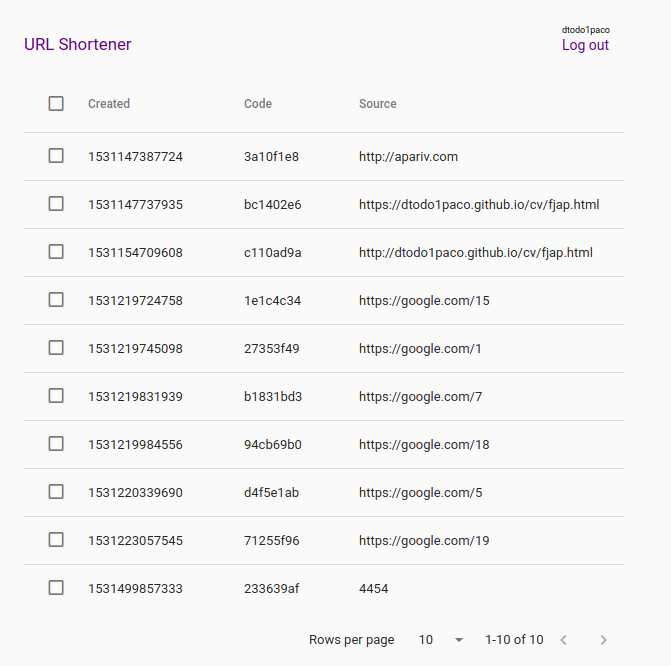 dtodo1paco
URL Shortener Log out
Created Code Source
1531147387724 3a10f1e8 http://apariv.com
1531147737935 bc1402e6 https://dtodo1paco.github.io/cv/fjap.html
1531154709608 c110ad9a http://dtodo1paco.github.io/cv/fjap.html
1531219724758 1e1c4c34 https://google.com/15
1531219745098 27353f49 https://google.com/1
1531219831939 b1831bd3 https://google.com/7
1531219984556 94cb69b0 https://google.com/18
1531220339690 d4f5e1ab https://google.com/5
1531223057545 71255f96 https://google.com/19
1531499857333 233639af 4454
Rows per page 10 1-10 of 10